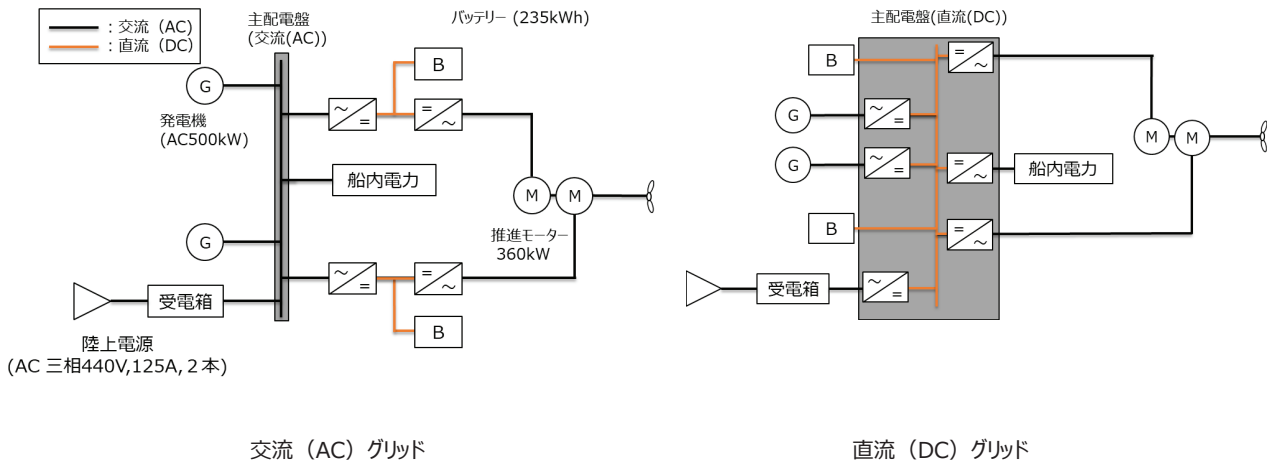 ：交流（AC）
：直流（DC）
主配電盤
(交流(AC))
バッテリー (235kWh)
B
G
発電機
(AC500kW)
～
=
=
～
船内電力
M
M
G
推進モーター
360kW
～
=
=
～
受電箱
B
陸上電源
(AC 三相440V,125A,２本)
交流（AC）グリッド
主配電盤(直流(DC))
B
=
～
G
～
=
M
M
G
～
=
=
～
船内電力
B
=
～
受電箱
～
=
直流（DC）グリッド